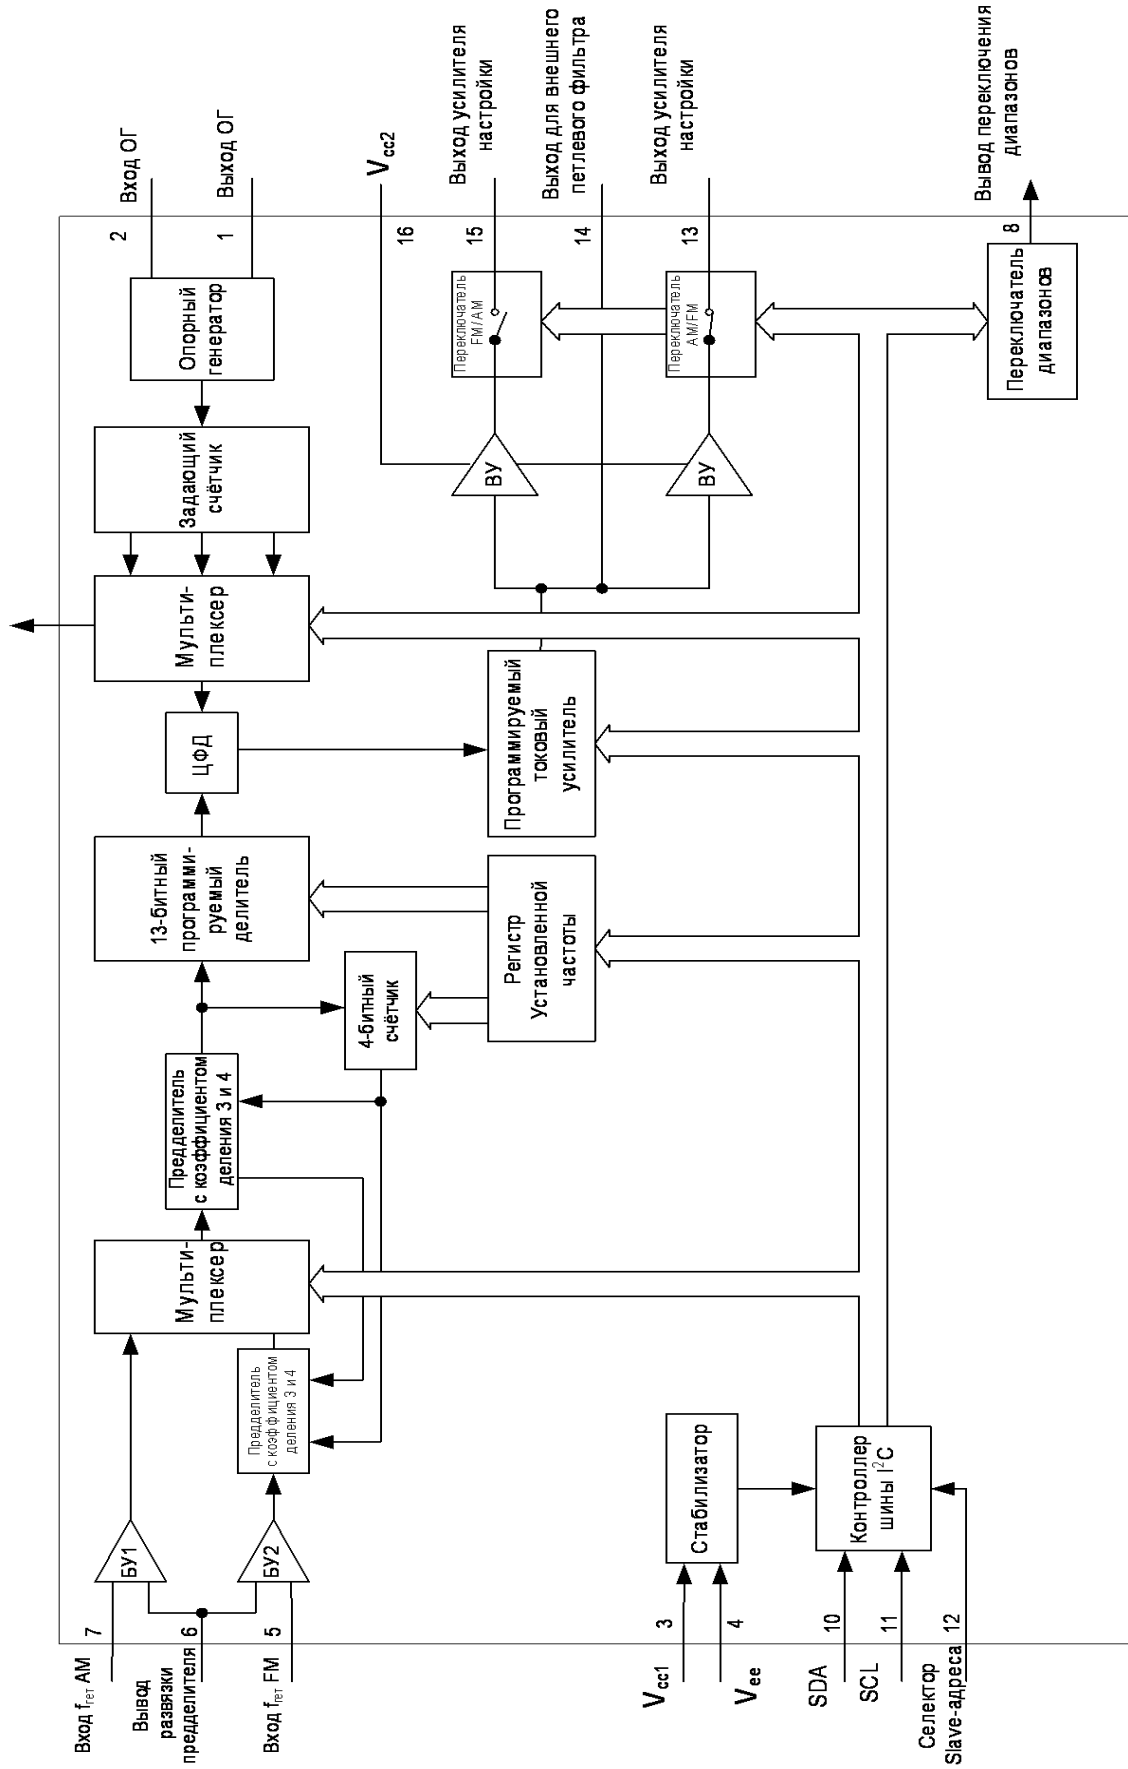 Вход fгет AM
7
Вывод
развязки
предделителя
6
Вход fгет FM
5
БУ1
БУ2
Предделитель
с коэффициентом
деления 3 и 4
Мульти-
плексер
Предделитель
с коэффициентом
деления 3 и 4
4-битный
счётчик
13-битный
программи-
руемый
делитель
ЦФД
Мульти-
плексер
Задающий
счётчик
Опорный
генератор
2
Вход ОГ
1
Выход ОГ
Регистр
Установленной
частоты
Программируемый
токовый
усилитель
ВУ
ВУ
Переключатель
FM/AM
Переключатель
AM/FM
16
Vcc2
15
Выход усилителя
настройки
14
Выход для внешнего
петлевого фильтра
13
Выход усилителя
настройки
Vcc1
3
Vee
4
Стабилизатор
SDA
10
SCL
11
Селектор
Slave-адреса
12
Контроллер
шины I²C
Переключатель
диапазонов
8
Вывод переключения
диапазонов